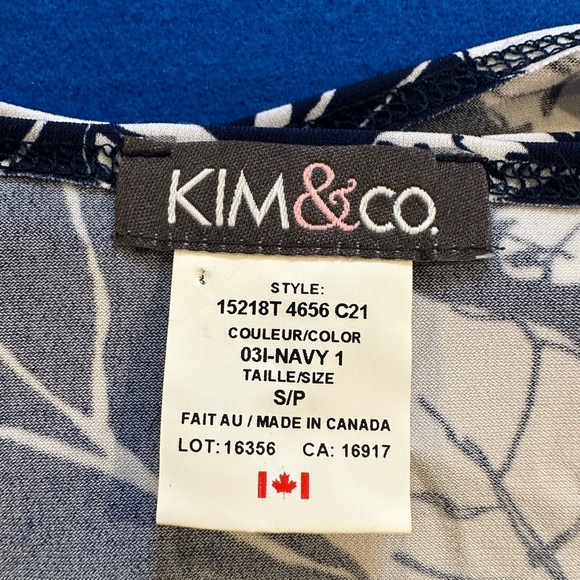 KIM&CO.
STYLE:
15218T 4656 C21
COULEUR/COLOR
03I-NAVY 1
TAILLE/SIZE
S/P
FAIT AU / MADE IN CANADA
LOT: 16356 CA: 16917